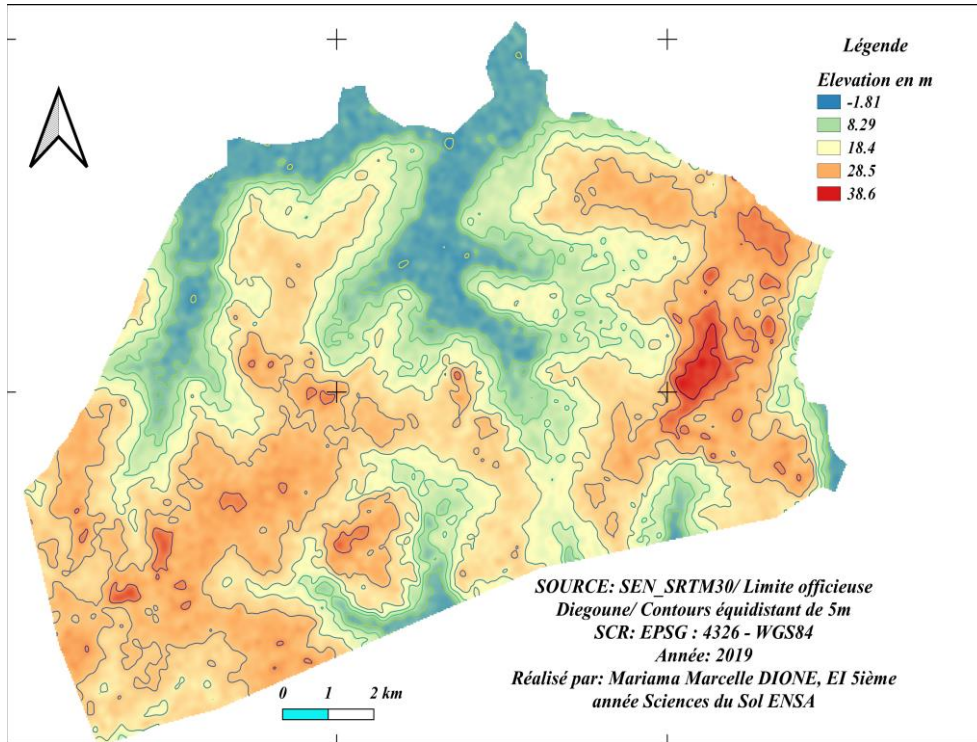 Légende
Elevation en m
-1.81
8.29
18.4
28.5
38.6
SOURCE: SEN_SRTM30/ Limite officieuse
Diegoune/ Contours équidistant de 5m
SCR: EPSG : 4326 - WGS84
Année: 2019
Réalisé par: Mariama Marcelle DIONE, EI 5ième
année Sciences du Sol ENSA
0 1 2 km